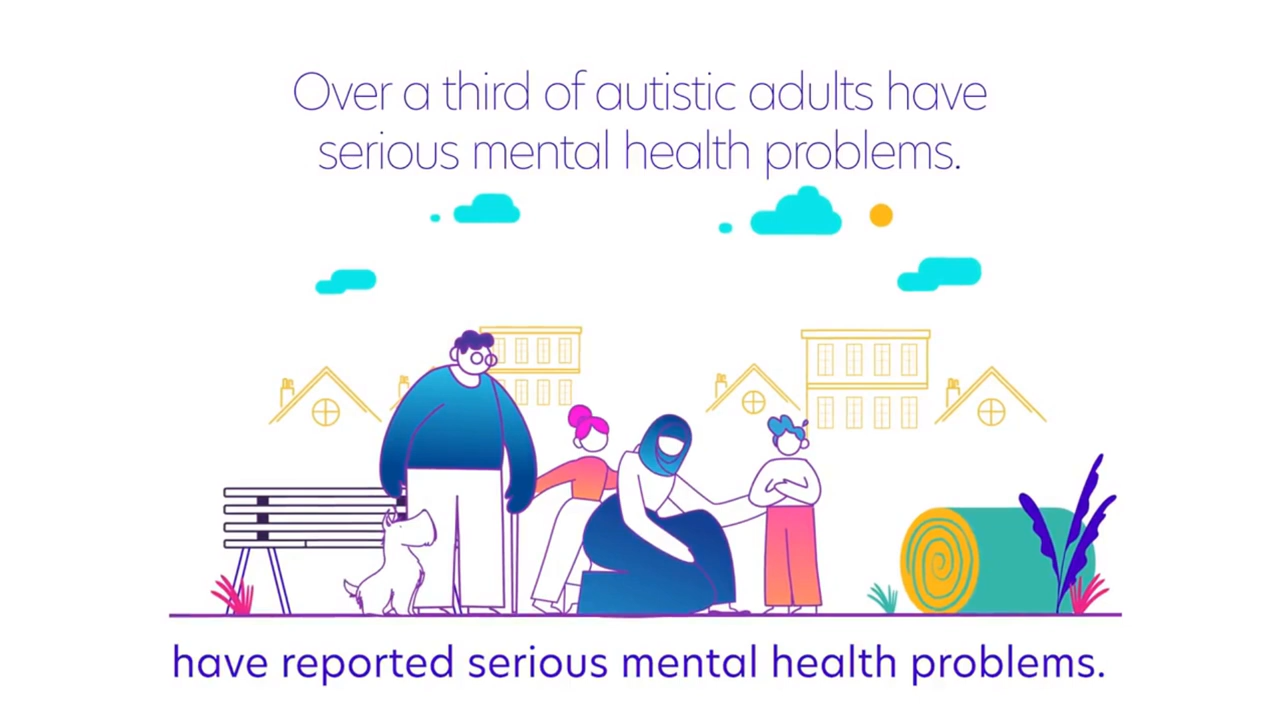 Over a third of autistic adults have
serious mental health problems.
have reported serious mental health problems.